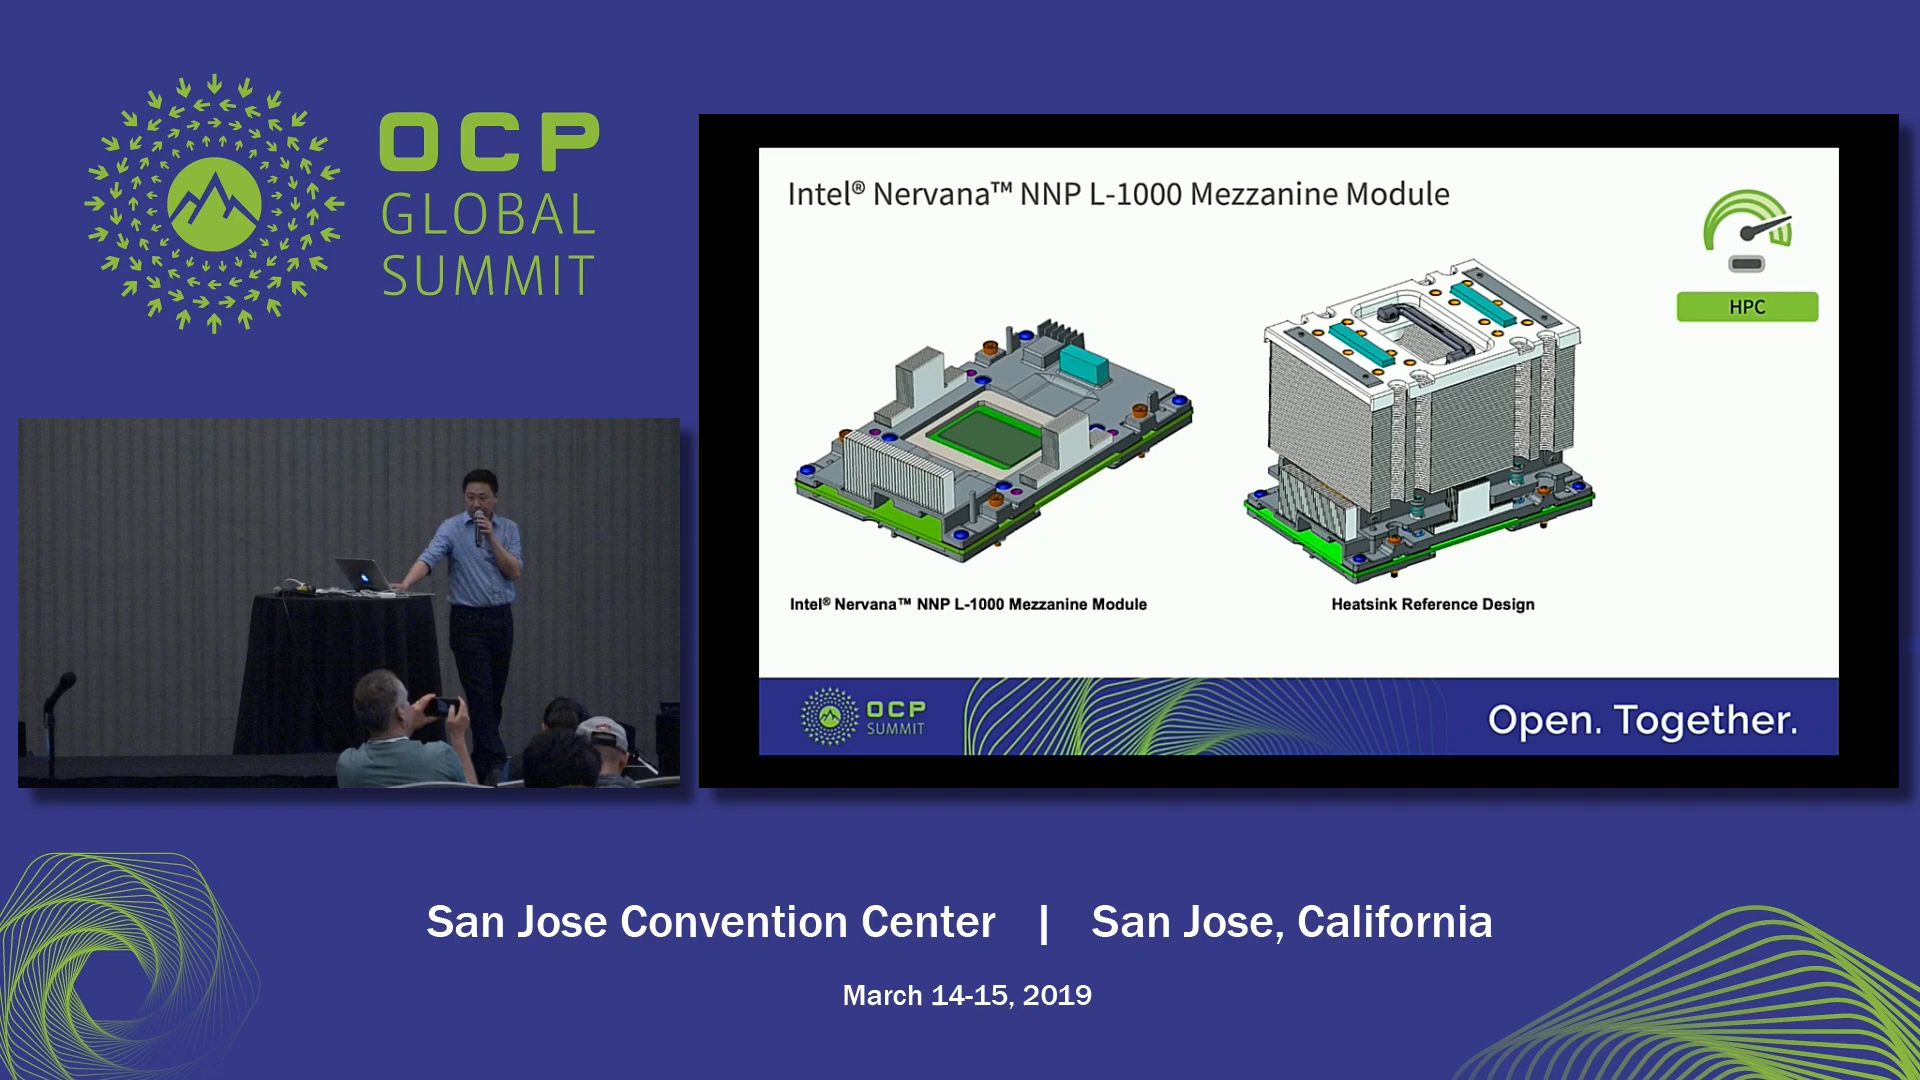 OCP
GLOBAL
SUMMIT
Intel® Nervana™ NNP L-1000 Mezzanine Module
HPC
Intel® Nervana™ NNP L-1000 Mezzanine Module
Heatsink Reference Design
OCP
SUMMIT
Open. Together.
San Jose Convention Center | San Jose, California
March 14-15, 2019